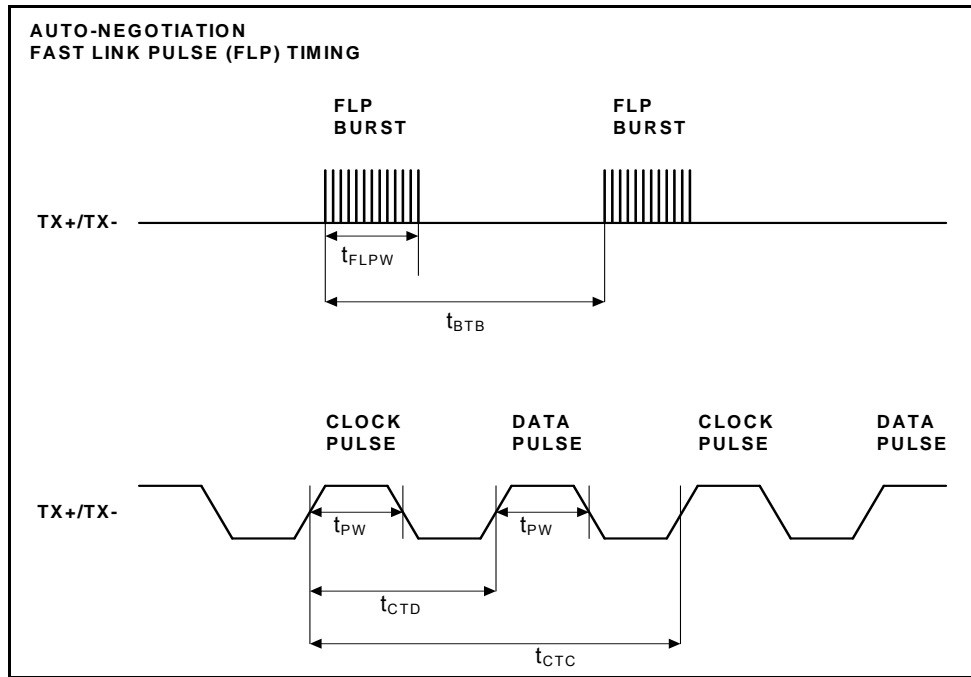 AUTO-NEGOTIATION
FAST LINK PULSE (FLP) TIMING
FLP
BURST
FLP
BURST
TX+/TX-
tFLPW
tBTB
CLOCK
PULSE
DATA
PULSE
CLOCK
PULSE
DATA
PULSE
TX+/TX-
tPW
tPW
tCTD
tCTC